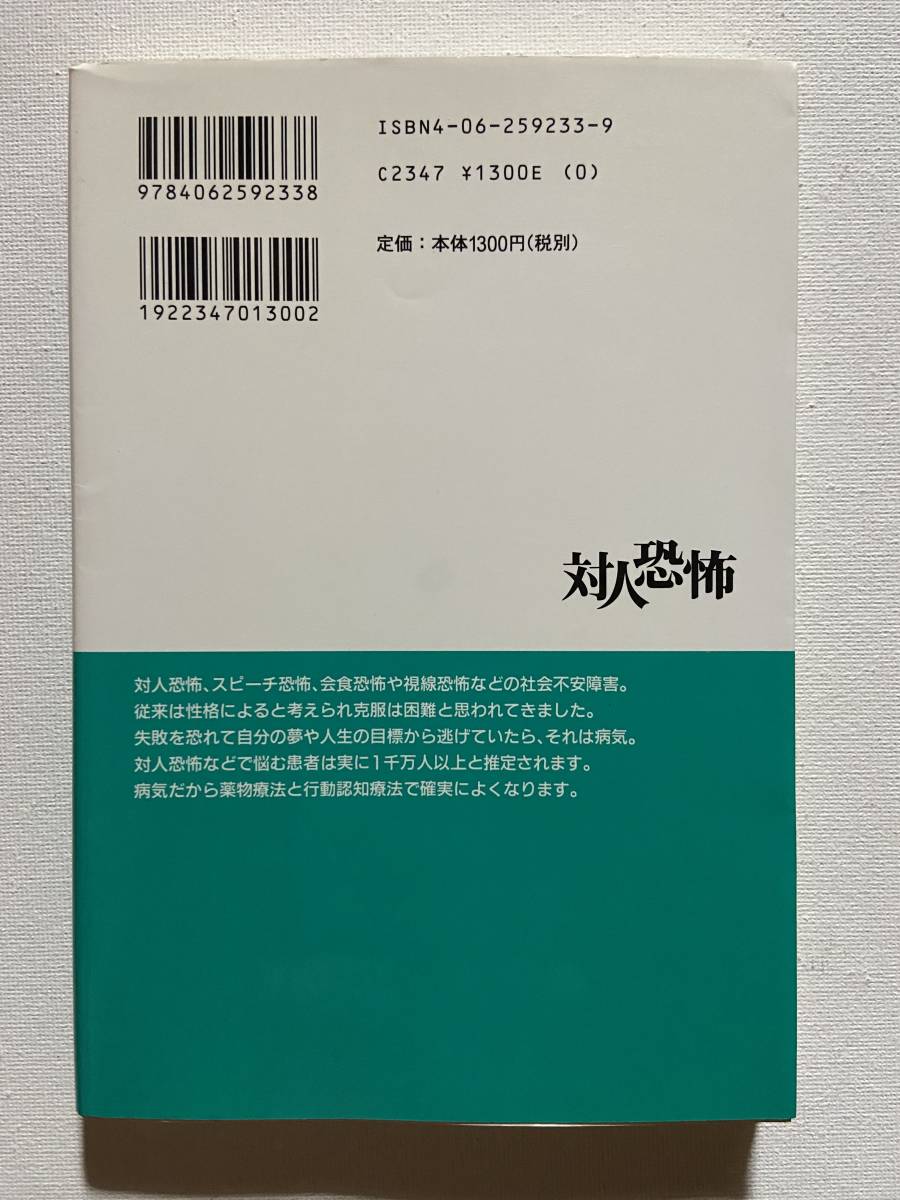 ISBN4-06-259233-9
C2347 ¥1300E (0)
9784062592338
定価：本体1300円（税別）
1922347013002
対人恐怖
対人恐怖、スピーチ恐怖、会食恐怖や視線恐怖などの社会不安障害。
従来は性格によると考えられ克服は困難と思われてきました。
失敗を恐れて自分の夢や人生の目標から逃げていたら、それは病気。
対人恐怖などで悩む患者は実に1千万人以上と推定されます。
病気だから薬物療法と行動認知療法で確実によくなります。